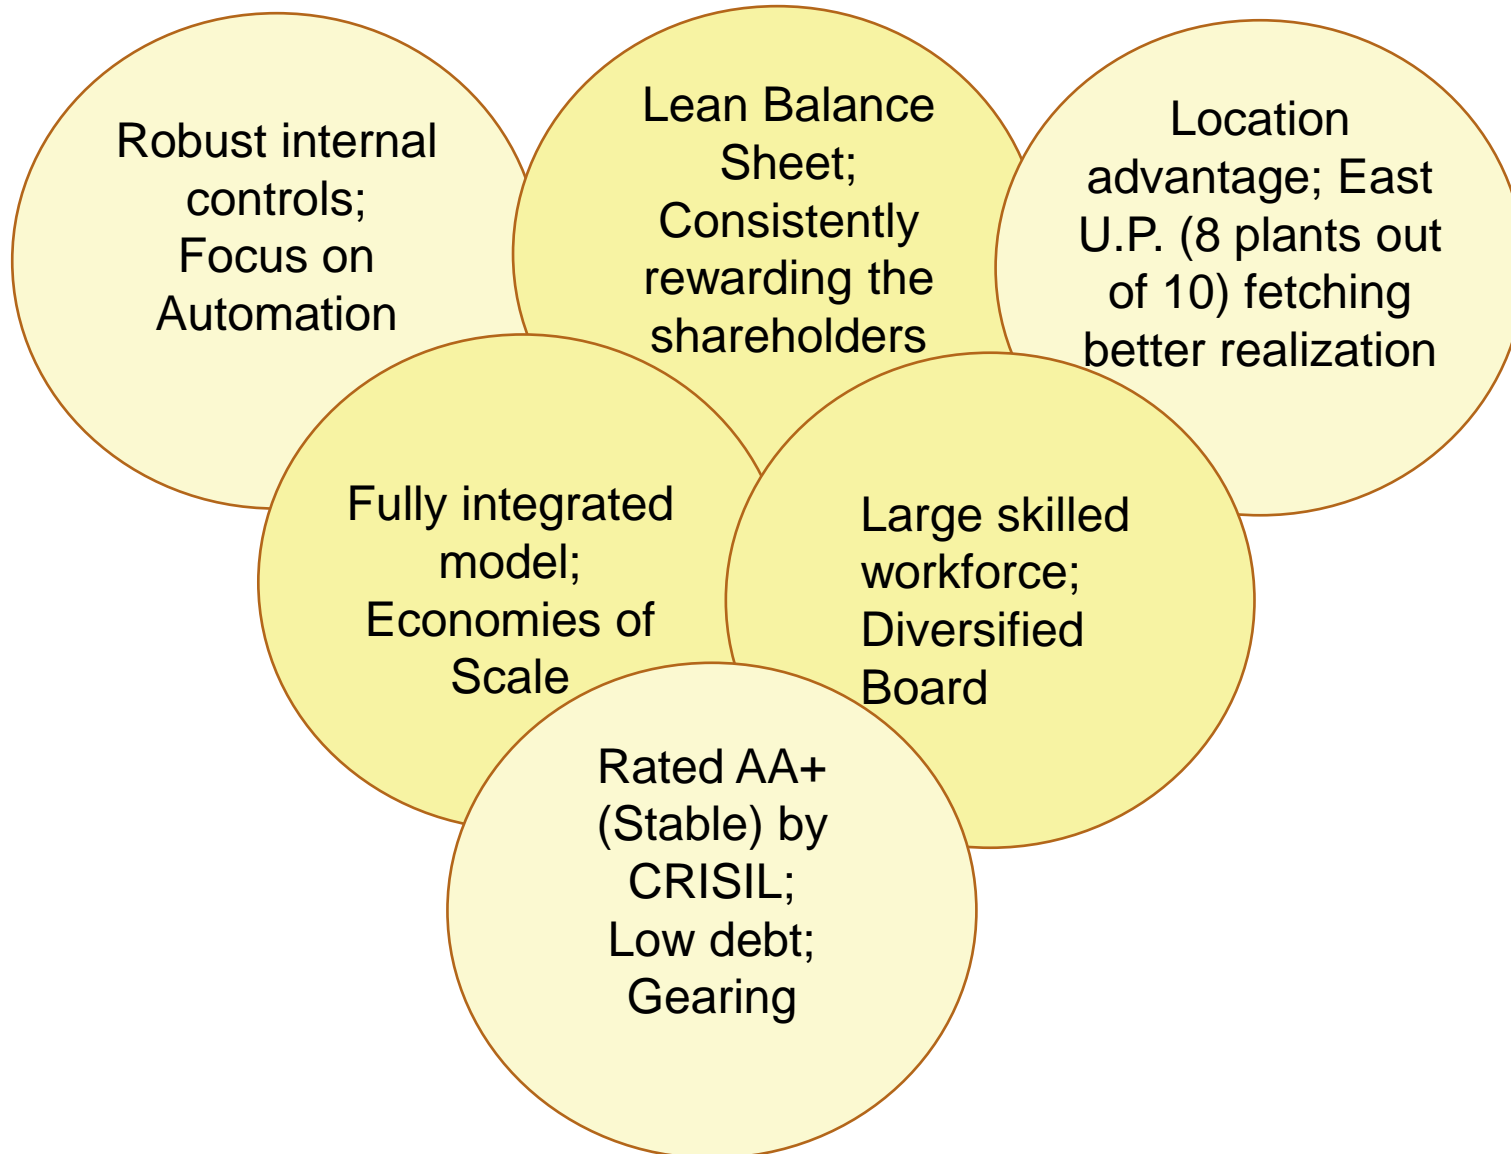 Robust internal
controls;
Focus on
Automation
Lean Balance
Sheet;
Consistently
rewarding the
shareholders
Location
advantage; East
U.P. (8 plants out
of 10) fetching
better realization
Fully integrated
model;
Economies of
Scale
Large skilled
workforce;
Diversified
Board
Rated AA+
(Stable) by
CRISIL;
Low debt;
Gearing